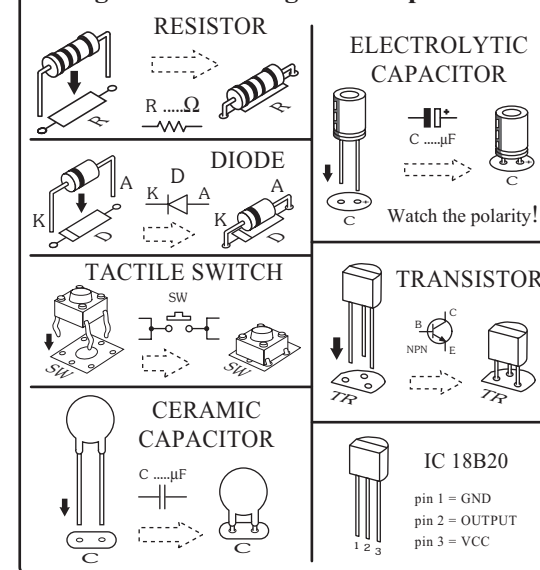 RESISTOR
R
R .....Ω
R
DIODE
A
K
D
D
K
A
A
K
D
TACTILE SWITCH
SW
SW
SW
CERAMIC
CAPACITOR
C .....µF
C
C
ELECTROLYTIC
CAPACITOR
+
C .....µF
+
C
C
Watch the polarity!
TRANSISTOR
C
B
E
NPN
TR
TR
IC 18B20
pin 1 = GND
pin 2 = OUTPUT
pin 3 = VCC
1 2 3